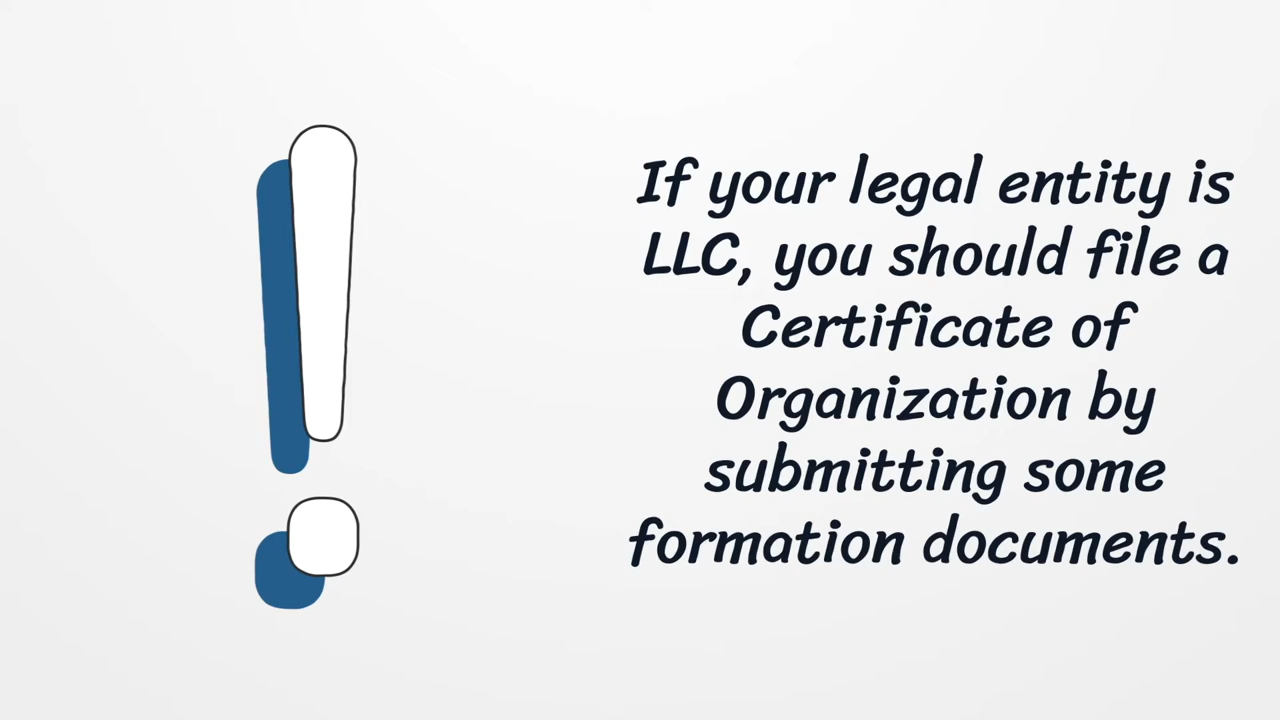 If your legal entity is
LLC, you should file a
Certificate of
Organization by
submitting some
formation documents.